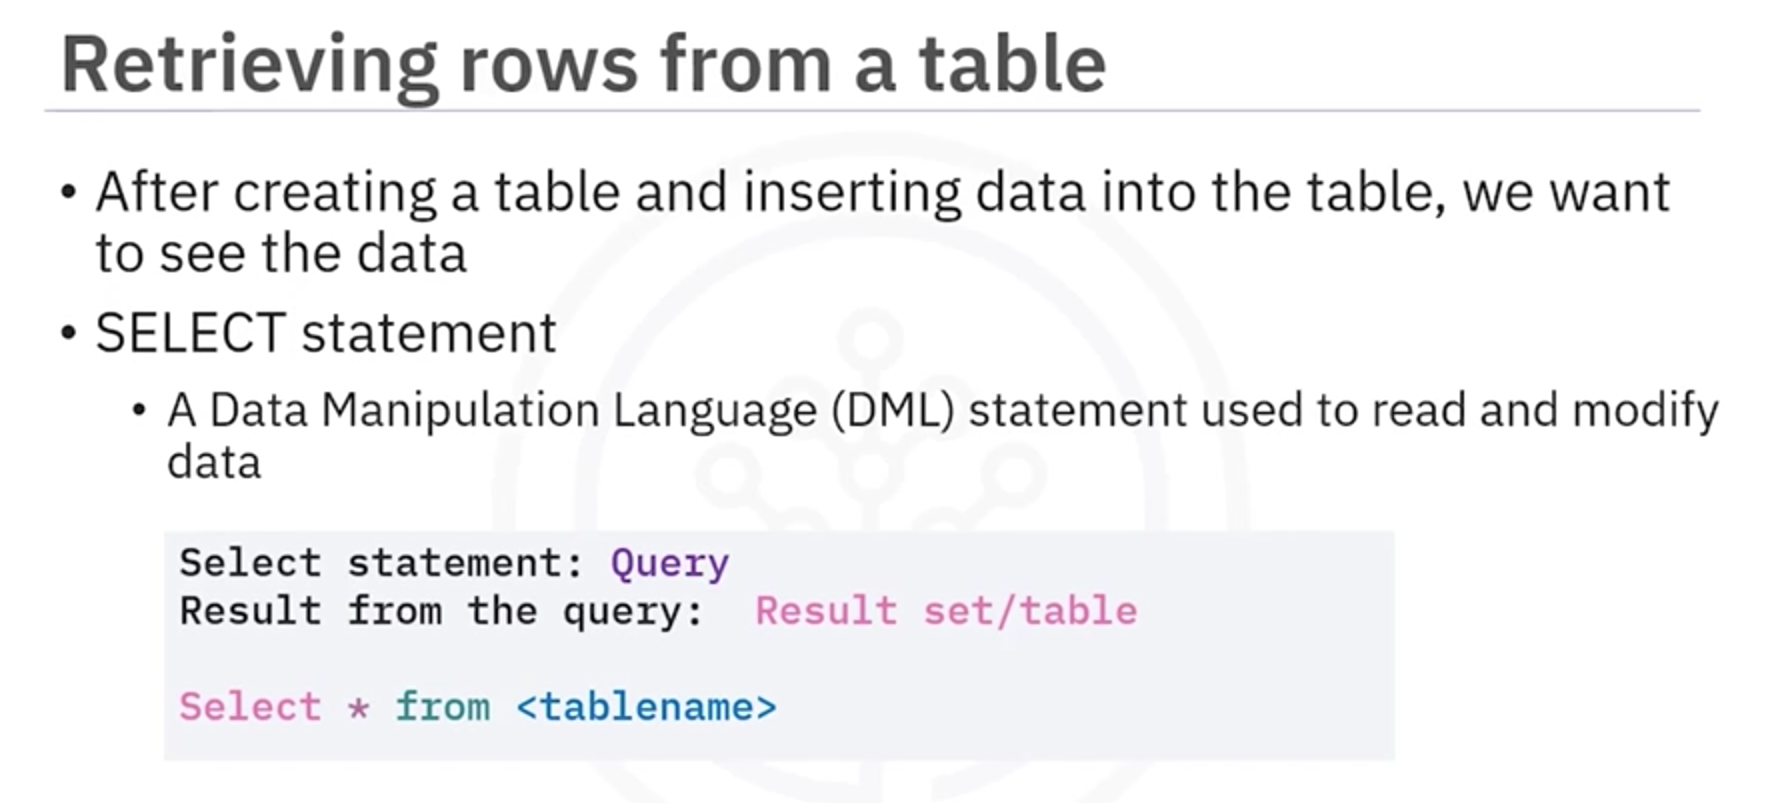 Retrieving rows from a table
• After creating a table and inserting data into the table, we want
to see the data
• SELECT statement
• A Data Manipulation Language (DML) statement used to read and modify
data
Select statement: Query
Result from the query: Result set/table
Select * from <tablename>